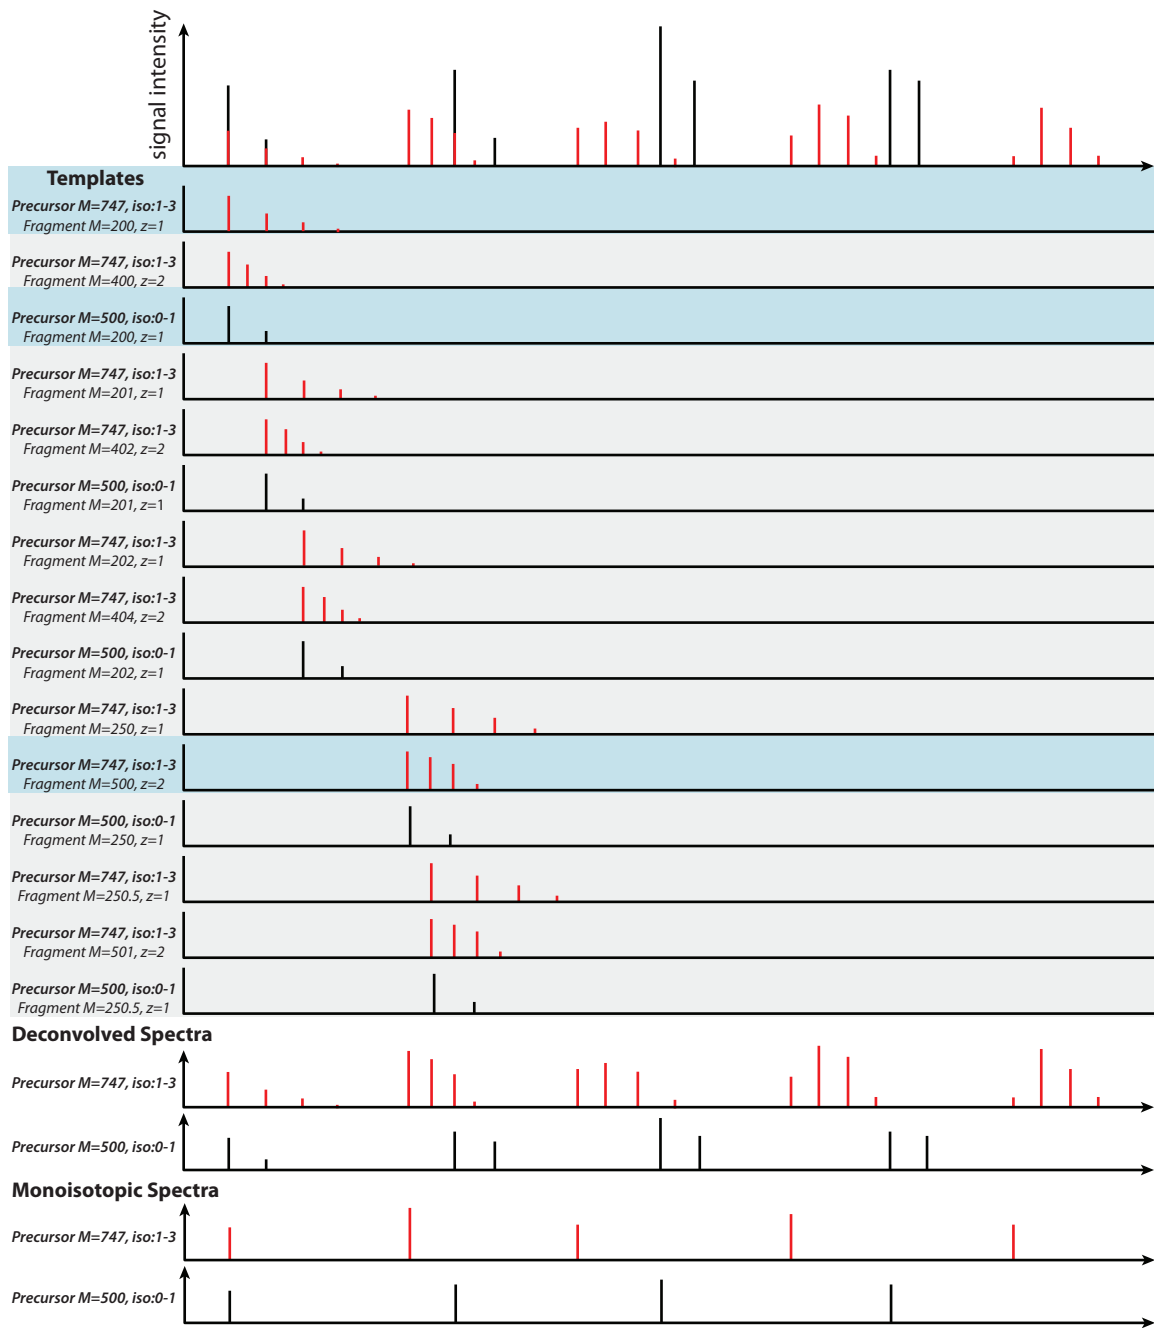 signal intensity
Templates
Precursor M=747, iso:1-3
Fragment M=200, z=1
Precursor M=747, iso:1-3
Fragment M=400, z=2
Precursor M=500, iso:0-1
Fragment M=200, z=1
Precursor M=747, iso:1-3
Fragment M=201, z=1
Precursor M=747, iso:1-3
Fragment M=402, z=2
Precursor M=500, iso:0-1
Fragment M=201, z=1
Precursor M=747, iso:1-3
Fragment M=202, z=1
Precursor M=747, iso:1-3
Fragment M=404, z=2
Precursor M=500, iso:0-1
Fragment M=202, z=1
Precursor M=747, iso:1-3
Fragment M=250, z=1
Precursor M=747, iso:1-3
Fragment M=500, z=2
Precursor M=500, iso:0-1
Fragment M=250, z=1
Precursor M=747, iso:1-3
Fragment M=250.5, z=1
Precursor M=747, iso:1-3
Fragment M=501, z=2
Precursor M=500, iso:0-1
Fragment M=250.5, z=1
Deconvolved Spectra
Precursor M=747, iso:1-3
Precursor M=500, iso:0-1
Monoisotopic Spectra
Precursor M=747, iso:1-3
Precursor M=500, iso:0-1